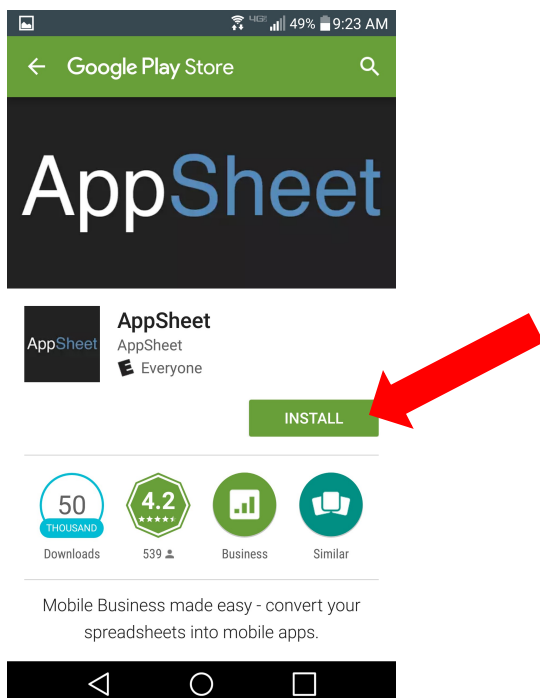 4G 49% 9:23 AM
Google Play Store
AppSheet
AppSheet
AppSheet
AppSheet
E Everyone
INSTALL
50
THOUSAND
4.2
Downloads 539 Business Similar
Mobile Business made easy - convert your
spreadsheets into mobile apps.